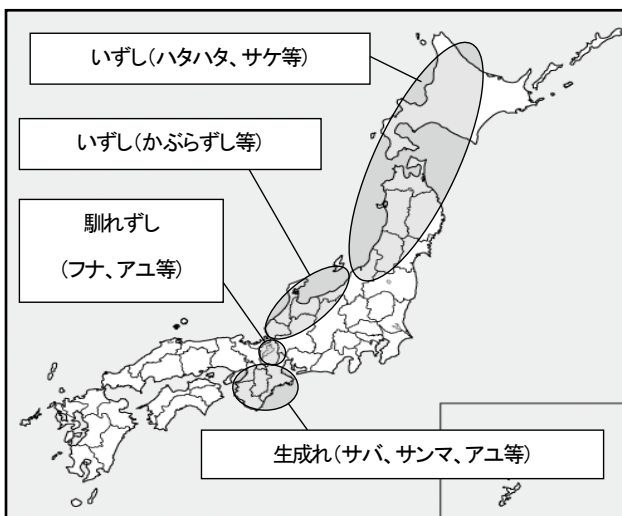 いずし（ハタハタ、サケ等）
いずし（かぶらずし等）
馴れずし
（フナ、アユ等）
生成れ（サバ、サンマ、アユ等）